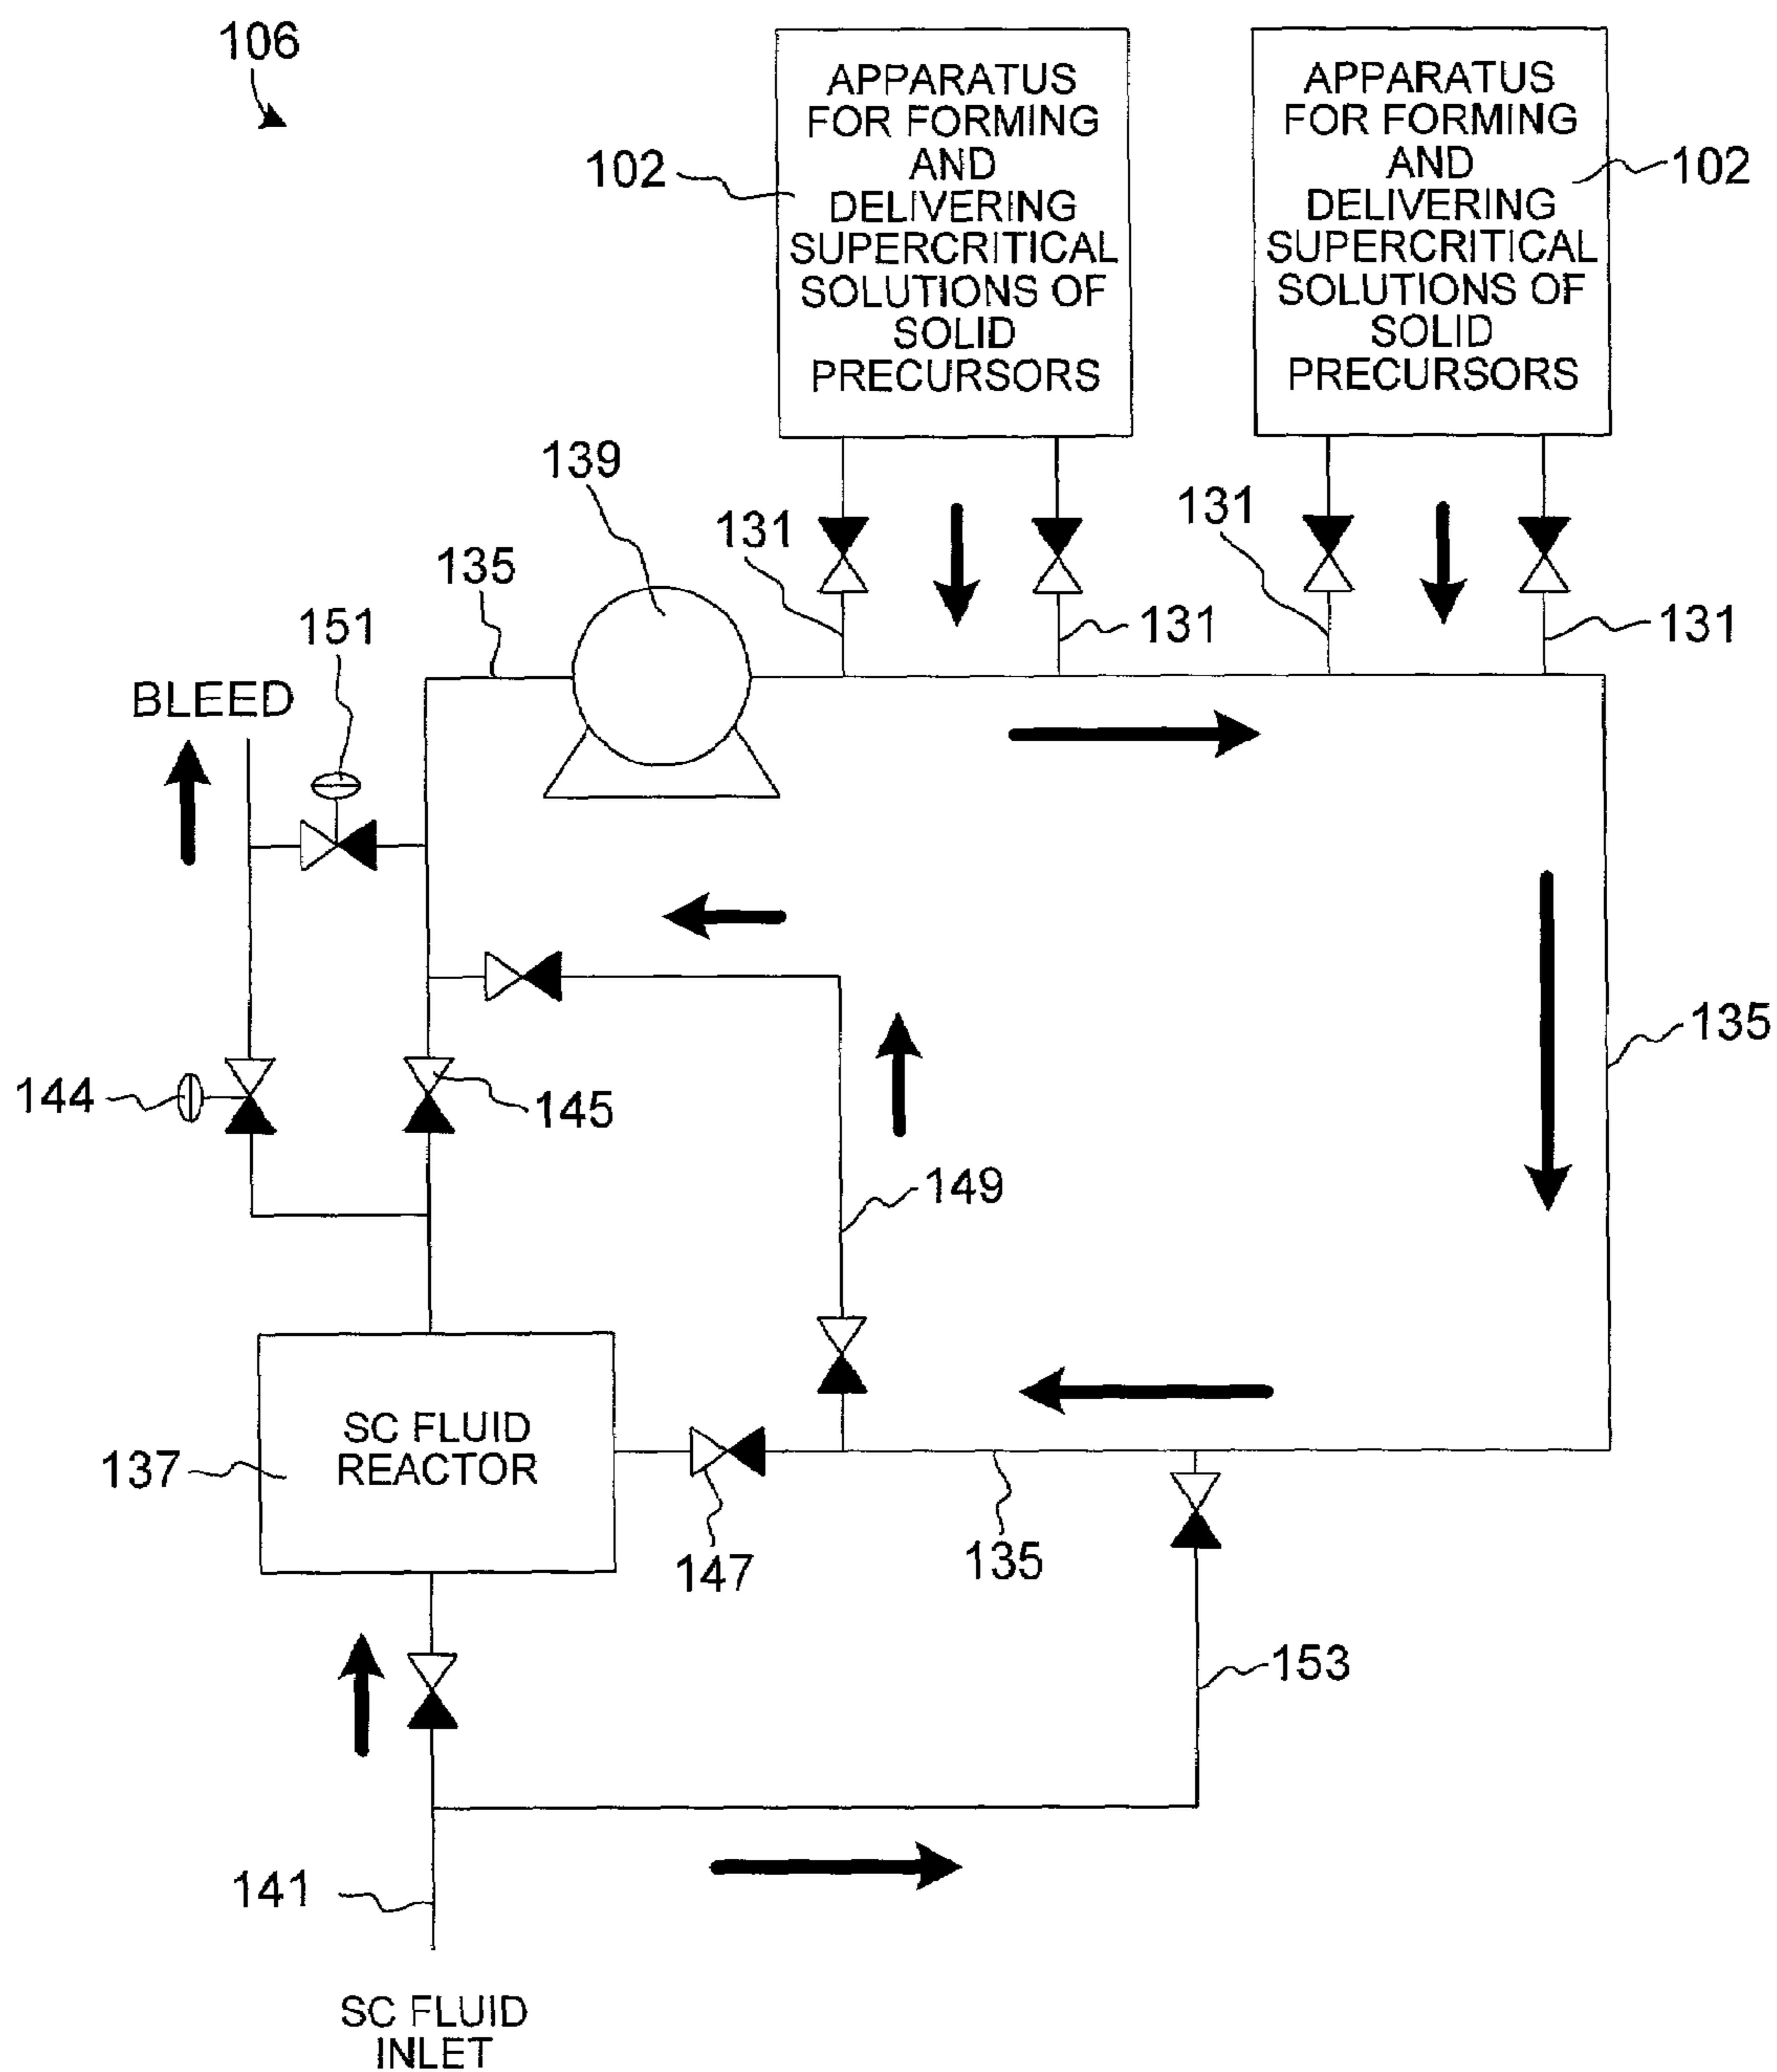 106
APPARATUS
FOR FORMING
AND
DELIVERING
SUPERCRITICAL
SOLUTIONS OF
SOLID
PRECURSORS
APPARATUS
FOR FORMING
AND
DELIVERING
SUPERCRITICAL
SOLUTIONS OF
SOLID
PRECURSORS
102
102
139
131
131
135
151
131
131
BLEED
135
144
145
149
SC FLUID
REACTOR
137
147
135
153
141
SC FLUID
INLET